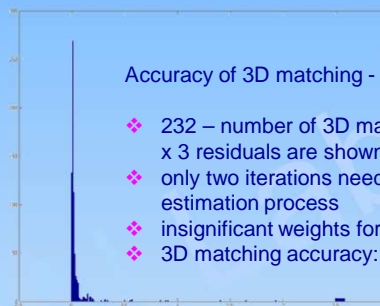 Accuracy of 3D matching -
232 – number of 3D ma
x 3 residuals are shown
only two iterations need
estimation process
insignificant weights for
3D matching accuracy: